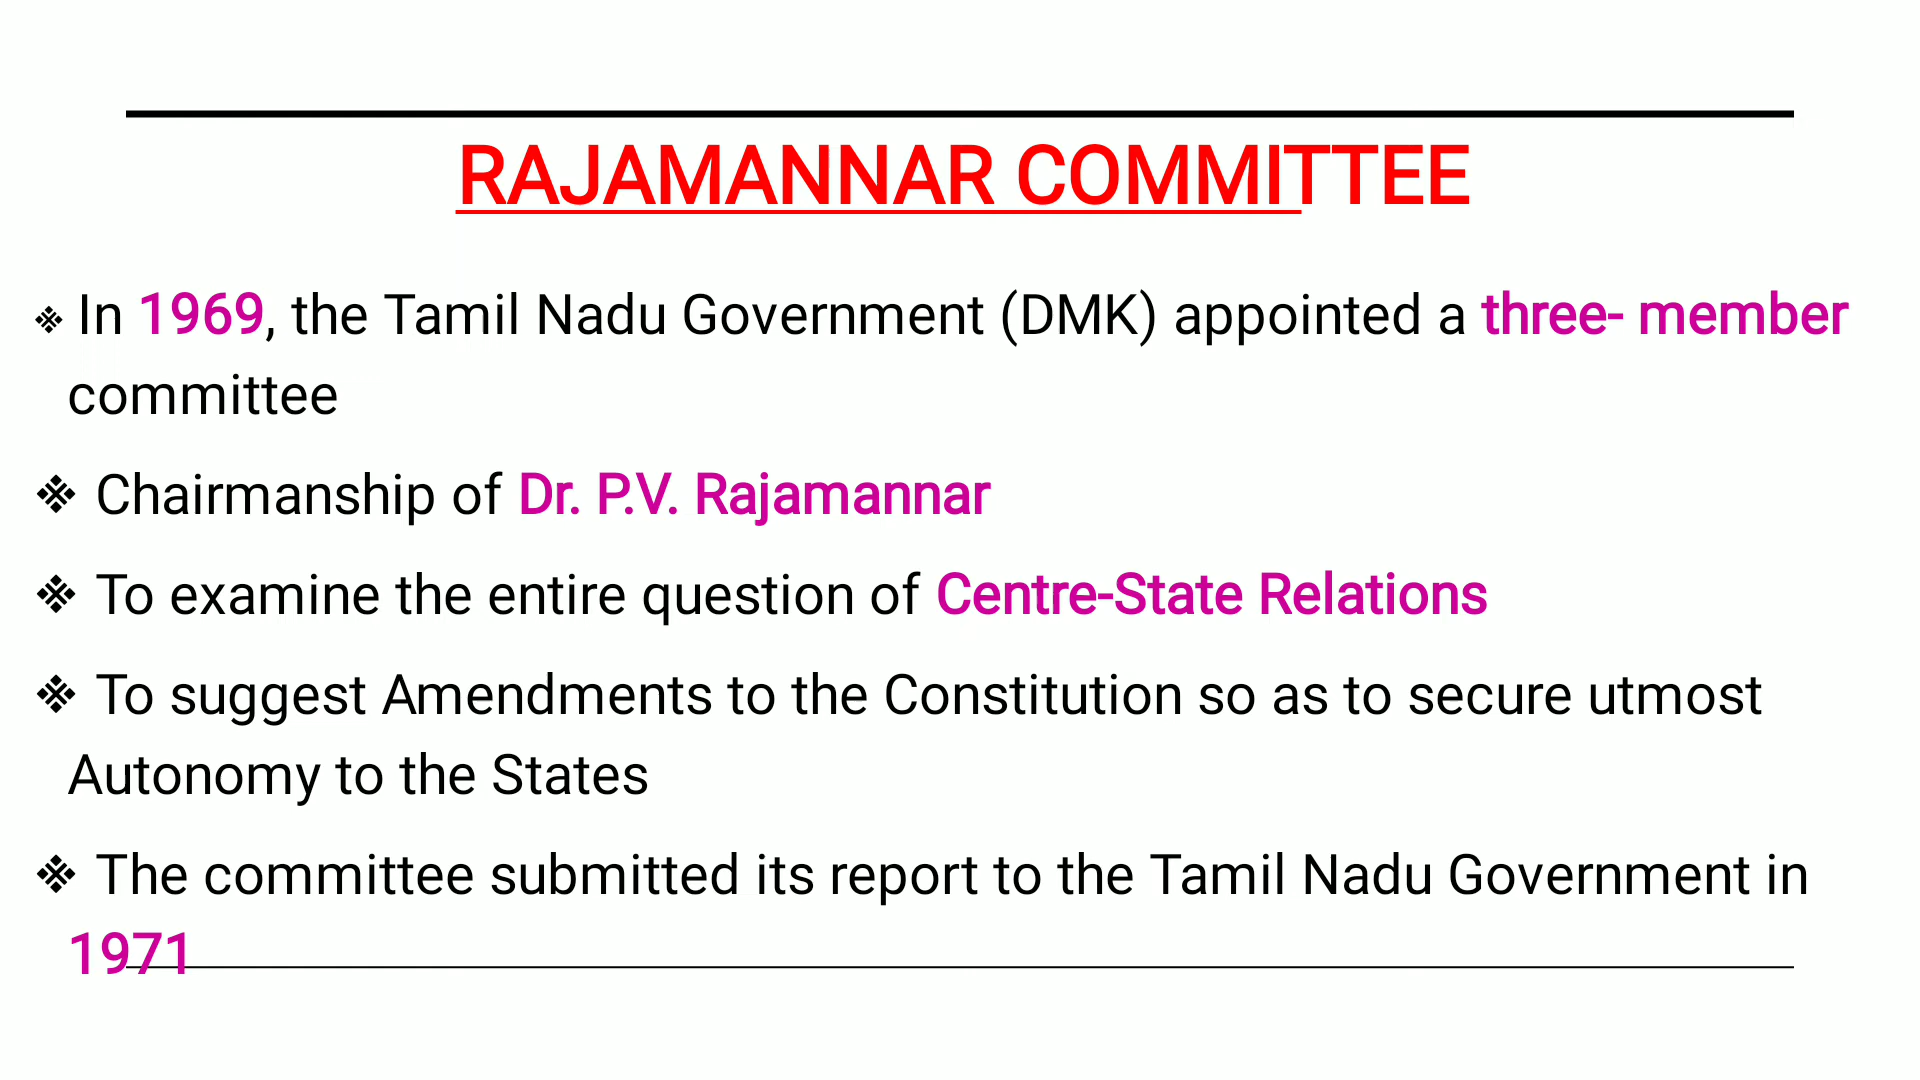 RAJAMANNAR COMMITTEE
❖ In 1969, the Tamil Nadu Government (DMK) appointed a three- member
committee
❖ Chairmanship of Dr. P.V. Rajamannar
❖ To examine the entire question of Centre-State Relations
❖ To suggest Amendments to the Constitution so as to secure utmost
Autonomy to the States
❖ The committee submitted its report to the Tamil Nadu Government in
1971